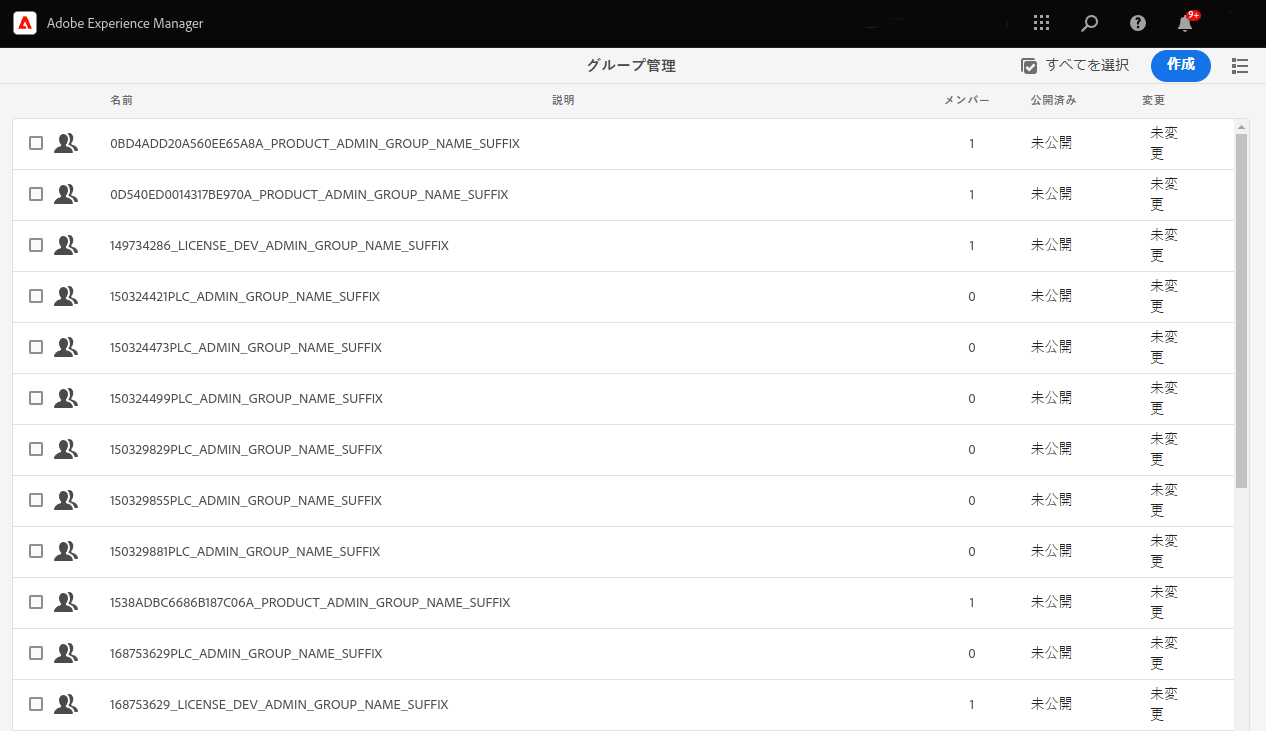 Adobe Experience Manager
9+
グループ管理
すべてを選択
作成
名前 説明 メンバー 公開済み 変更
0BD4ADD20A560EE65A8A_PRODUCT_ADMIN_GROUP_NAME_SUFFIX 1 未公開 未変
更
0D540ED0014317BE970A_PRODUCT_ADMIN_GROUP_NAME_SUFFIX 1 未公開 未変
更
149734286_LICENSE_DEV_ADMIN_GROUP_NAME_SUFFIX 1 未公開 未変
更
150324421PLC_ADMIN_GROUP_NAME_SUFFIX 0 未公開 未変
更
150324473PLC_ADMIN_GROUP_NAME_SUFFIX 0 未公開 未変
更
150324499PLC_ADMIN_GROUP_NAME_SUFFIX 0 未公開 未変
更
150329829PLC_ADMIN_GROUP_NAME_SUFFIX 0 未公開 未変
更
150329855PLC_ADMIN_GROUP_NAME_SUFFIX 0 未公開 未変
更
150329881PLC_ADMIN_GROUP_NAME_SUFFIX 0 未公開 未変
更
1538ADBC6686B187C06A_PRODUCT_ADMIN_GROUP_NAME_SUFFIX 1 未公開 未変
更
168753629PLC_ADMIN_GROUP_NAME_SUFFIX 0 未公開 未変
更
168753629_LICENSE_DEV_ADMIN_GROUP_NAME_SUFFIX 1 未公開 未変
更